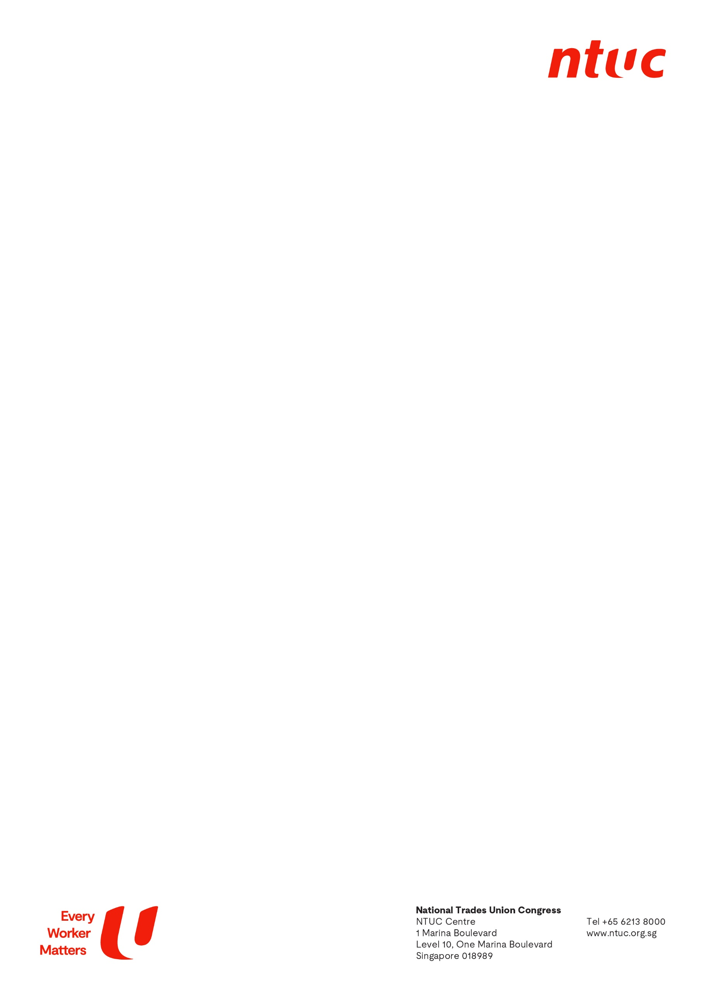 ntuc
Every
Worker
Matters
National Trades Union Congress
NTUC Centre
1 Marina Boulevard
Level 10, One Marina Boulevard
Singapore 018989
Tel +65 6213 8000
www.ntuc.org.sg